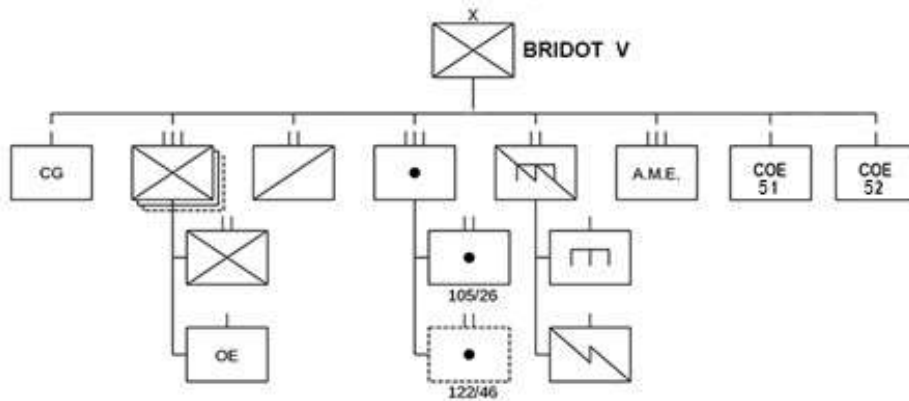 X
BRIDOT V
CG
A.M.E.
COE
51
COE
52
105/26
OE
122/46